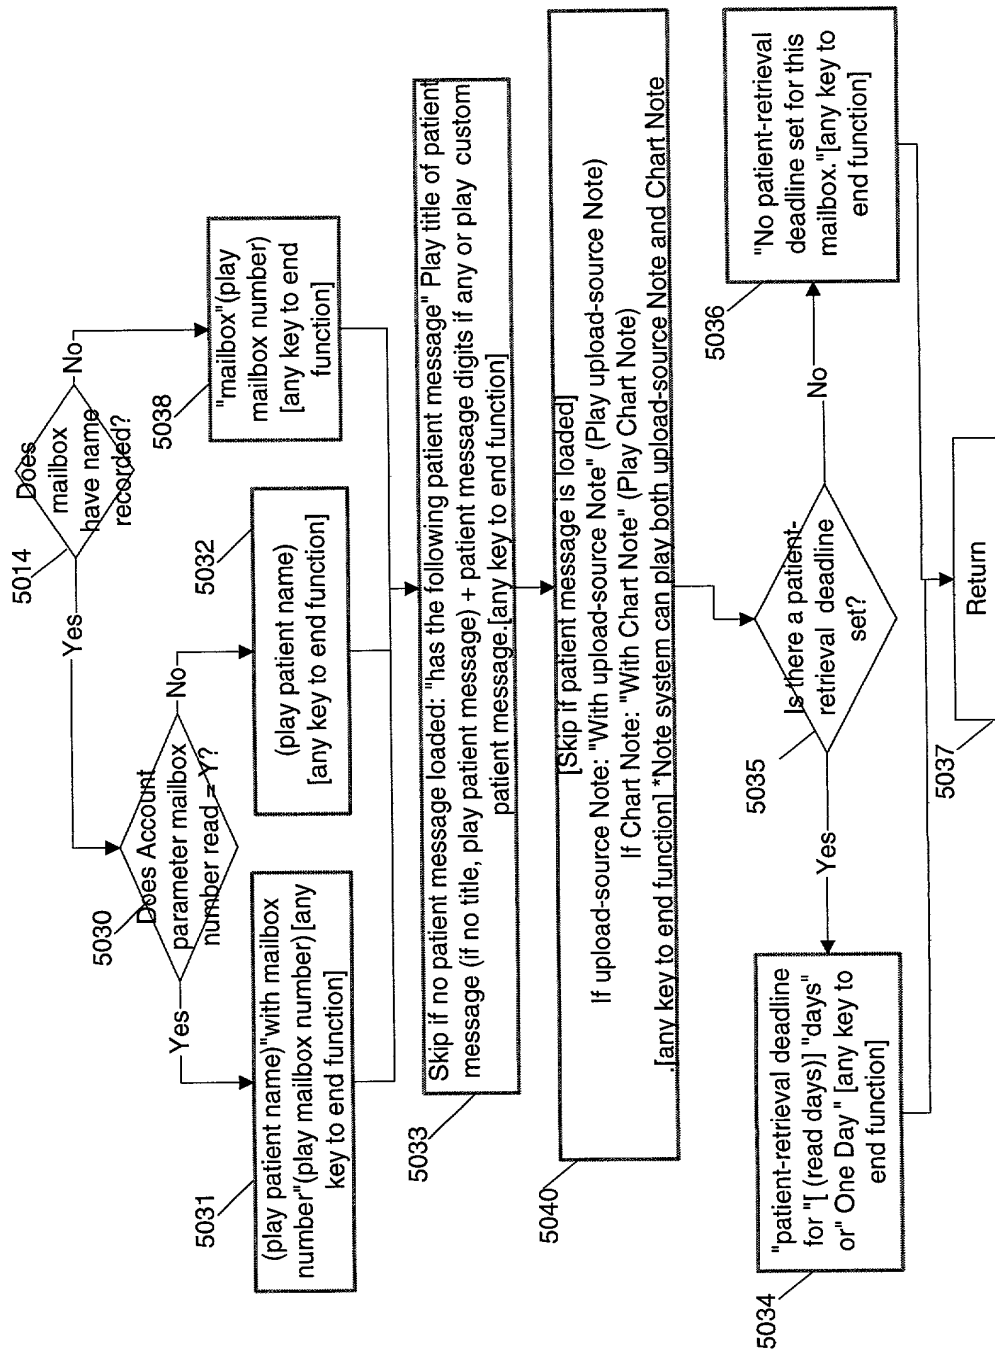 Does
mailbox
have name
recorded?
5014
Yes
No
Does Account
parameter mailbox
number read = Y?
5030
Yes
No
(play patient name)"with mailbox
number"(play mailbox number)[any
key to end function]
5031
(play patient name)
[any key to end function]
5032
"mailbox"(play
mailbox number)
[any key to end
function]
5038
Skip if no patient message loaded: "has the following patient message" Play title of patient
message (if no title, play patient message) + patient message digits if any or play custom
patient message.[any key to end function]
5033
[Skip if patient message is loaded]
If upload-source Note: "With upload-source Note" (Play upload-source Note)
If Chart Note: "With Chart Note" (Play Chart Note)
.[any key to end function] *Note system can play both upload-source Note and Chart Note
5040
Is there a patient-
retrieval deadline
set?
5035
Yes
No
"patient-retrieval deadline
for "[ (read days)] "days"
or" One Day" [any key to
end function]
5034
"No patient-retrieval
deadline set for this
mailbox."[any key to
end function]
5036
Return
5037